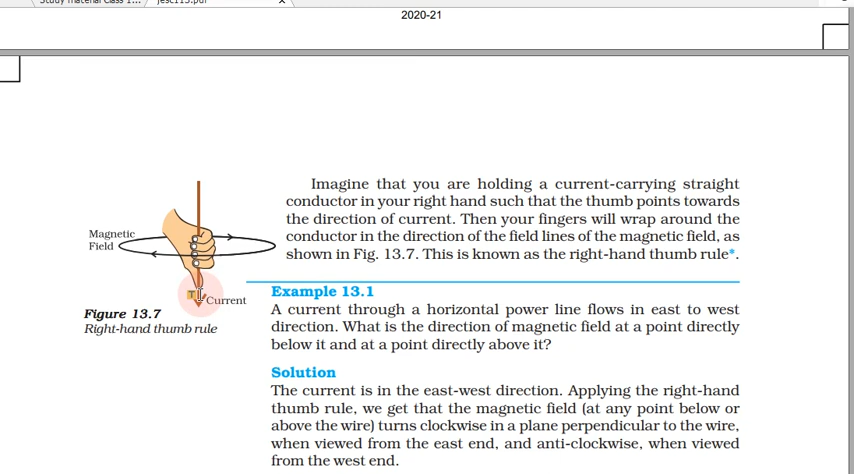 Study material Class 1...
jesc113.pdf
2020-21
Imagine that you are holding a current-carrying straight
conductor in your right hand such that the thumb points towards
the direction of current. Then your fingers will wrap around the
conductor in the direction of the field lines of the magnetic field, as
shown in Fig. 13.7. This is known as the right-hand thumb rule*.
Magnetic
Field
Current
Figure 13.7
Right-hand thumb rule
Example 13.1
A current through a horizontal power line flows in east to west
direction. What is the direction of magnetic field at a point directly
below it and at a point directly above it?
Solution
The current is in the east-west direction. Applying the right-hand
thumb rule, we get that the magnetic field (at any point below or
above the wire) turns clockwise in a plane perpendicular to the wire,
when viewed from the east end, and anti-clockwise, when viewed
from the west end.